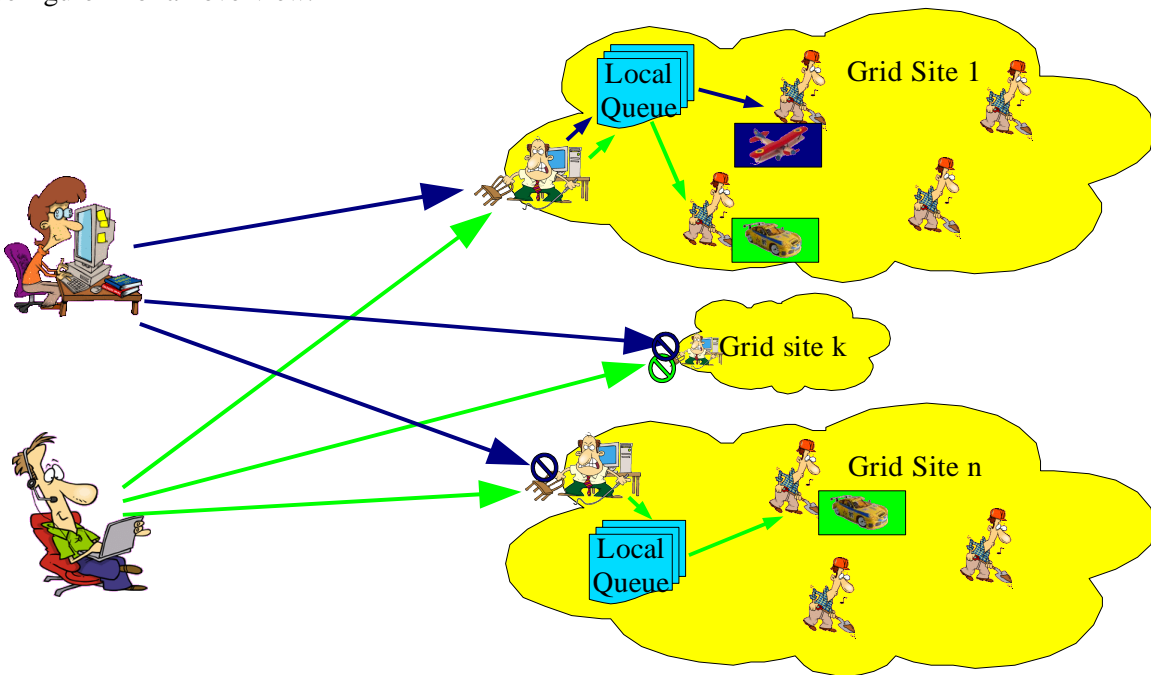 Local
Queue
Grid Site 1
Grid site k
Grid Site n
Local
Queue